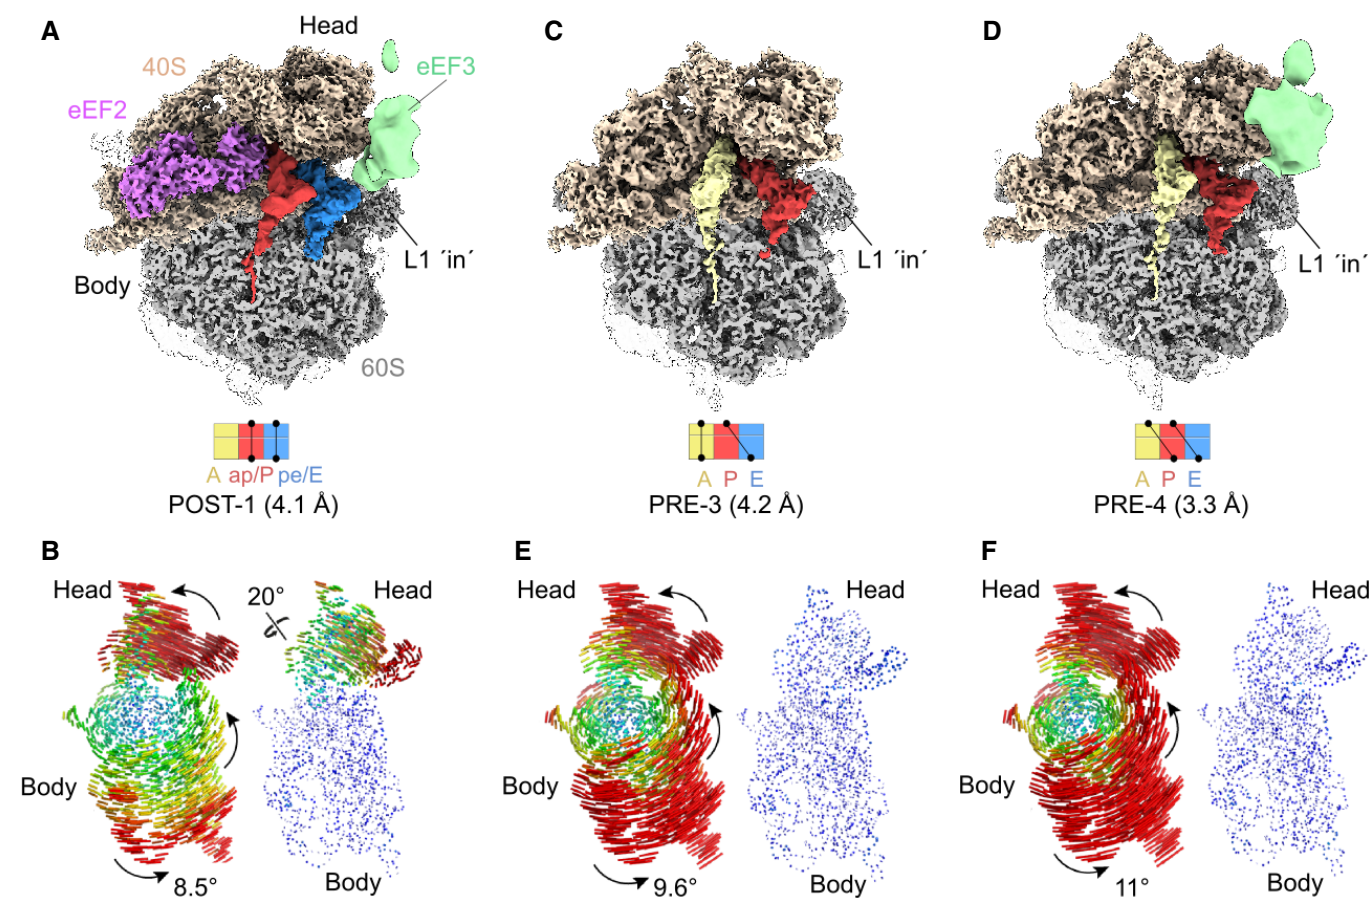 A
Head
40S
eEF3
eEF2
L1 ´in´
Body
60S
A ap/P pe/E
POST-1 (4.1 Å)
C
L1 ´in´
A P E
PRE-3 (4.2 Å)
D
L1 ´in´
A P E
PRE-4 (3.3 Å)
B
Head
20°
Head
Body
8.5°
Body
E
Head
Head
Body
9.6°
Body
F
Head
Head
Body
11°
Body